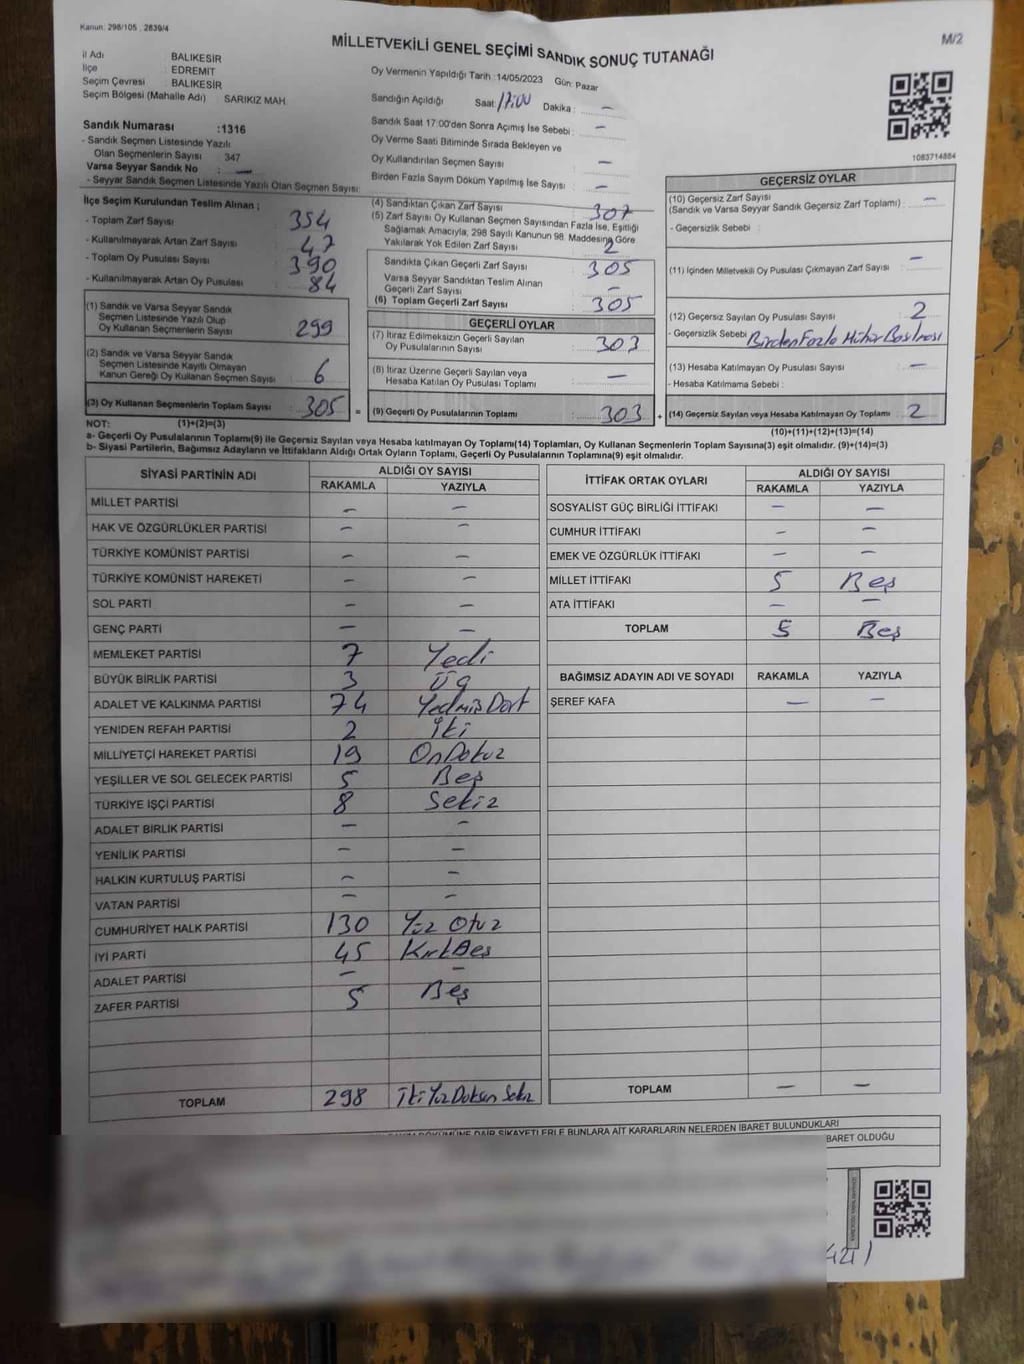 Kanun: 298/105 , 2839/4
M/2
MİLLETVEKİLİ GENEL SEÇİMİ SANDIK SONUÇ TUTANAĞI
İl Adı BALIKESİR
İlçe EDREMIT
Seçim Çevresi BALIKESİR
Seçim Bölgesi (Mahalle Adı) SARIKIZ MAH.
Sandık Numarası :1316
- Sandık Seçmen Listesinde Yazılı
Olan Seçmenlerin Sayısı 347
Varsa Seyyar Sandık No : —
- Seyyar Sandık Seçmen Listesinde Yazılı Olan Seçmen Sayısı:
Oy Vermenin Yapıldığı Tarih :14/05/2023 Gün: Pazar
Sandığın Açıldığı Saat: 17:00 Dakika : —
Sandık Saat 17:00'den Sonra Açımış İse Sebebi : —
Oy Verme Saati Bitiminde Sırada Bekleyen ve
Oy Kullandırılan Seçmen Sayısı : —
Birden Fazla Sayım Döküm Yapılmış İse Sayısı : —
1083714884
İlçe Seçim Kurulundan Teslim Alınan ;
- Toplam Zarf Sayısı : 354
- Kullanılmayarak Artan Zarf Sayısı : 47
- Toplam Oy Pusulası Sayısı : 390
- Kullanılmayarak Artan Oy Pusulası : 84
(1) Sandık ve Varsa Seyyar Sandık
Seçmen Listesinde Yazılı Olup
Oy Kullanan Seçmenlerin Sayısı : 299
(2) Sandık ve Varsa Seyyar Sandık
Seçmen Listesinde Kayıtlı Olmayan
Kanun Gereği Oy Kullanan Seçmen Sayısı : 6
(3) Oy Kullanan Seçmenlerin Toplam Sayısı : 305 =
(4) Sandıktan Çıkan Zarf Sayısı : 307
(5) Zarf Sayısı Oy Kullanan Seçmen Sayısından Fazla İse, Eşitliği
Sağlamak Amacıyla, 298 Sayılı Kanunun 98. Maddesine Göre
Yakılarak Yok Edilen Zarf Sayısı : 2
Sandıkta Çıkan Geçerli Zarf Sayısı : 305
Varsa Seyyar Sandıktan Teslim Alınan
Geçerli Zarf Sayısı : —
(6) Toplam Geçerli Zarf Sayısı : 305
GEÇERLİ OYLAR
(7) İtiraz Edilmeksizin Geçerli Sayılan
Oy Pusulalarının Sayısı : 303
(8) İtiraz Üzerine Geçerli Sayılan veya
Hesaba Katılan Oy Pusulası Toplamı : —
(9) Geçerli Oy Pusulalarının Toplamı : 303 +
GEÇERSİZ OYLAR
(10) Geçersiz Zarf Sayısı
(Sandık ve Varsa Seyyar Sandık Geçersiz Zarf Toplamı) : —
- Geçersizlik Sebebi :
(11) İçinden Milletvekili Oy Pusulası Çıkmayan Zarf Sayısı : —
(12) Geçersiz Sayılan Oy Pusulası Sayısı : 2
- Geçersizlik Sebebi : Birden Fazla Mühür Basılması
(13) Hesaba Katılmayan Oy Pusulası Sayısı : —
- Hesaba Katılmama Sebebi :
(14) Geçersiz Sayılan veya Hesaba Katılmayan Oy Toplamı : 2
NOT: (1)+(2)=(3) (10)+(11)+(12)+(13)=(14)
a- Geçerli Oy Pusulalarının Toplamı(9) ile Geçersiz Sayılan veya Hesaba katılmayan Oy Toplamı(14) Toplamları, Oy Kullanan Seçmenlerin Toplam Sayısına(3) eşit olmalıdır. (9)+(14)=(3)
b- Siyasi Partilerin, Bağımsız Adayların ve İttifakların Aldığı Ortak Oyların Toplamı, Geçerli Oy Pusulalarının Toplamına(9) eşit olmalıdır.
SİYASİ PARTİNİN ADI ALDIĞI OY SAYISI
RAKAMLA YAZIYLA
MİLLET PARTİSİ — —
HAK VE ÖZGÜRLÜKLER PARTİSİ — —
TÜRKİYE KOMÜNİST PARTİSİ — —
TÜRKİYE KOMÜNİST HAREKETİ — —
SOL PARTİ — —
GENÇ PARTİ — —
MEMLEKET PARTİSİ 7 Yedi
BÜYÜK BİRLİK PARTİSİ 3 Üç
ADALET VE KALKINMA PARTİSİ 74 Yetmiş Dört
YENİDEN REFAH PARTİSİ 2 İki
MİLLİYETÇİ HAREKET PARTİSİ 19 OnDokuz
YEŞİLLER VE SOL GELECEK PARTİSİ 5 Beş
TÜRKİYE İŞÇİ PARTİSİ 8 Sekiz
ADALET BİRLİK PARTİSİ — —
YENİLİK PARTİSİ — —
HALKIN KURTULUŞ PARTİSİ — —
VATAN PARTİSİ — —
CUMHURİYET HALK PARTİSİ 130 Yüz Otuz
İYİ PARTİ 45 KırkBeş
ADALET PARTİSİ — —
ZAFER PARTİSİ 5 Beş
TOPLAM 298 İki Yüz Doksan Sekiz
İTTİFAK ORTAK OYLARI ALDIĞI OY SAYISI
RAKAMLA YAZIYLA
SOSYALİST GÜÇ BİRLİĞİ İTTİFAKI — —
CUMHUR İTTİFAKI — —
EMEK VE ÖZGÜRLÜK İTTİFAKI — —
MİLLET İTTİFAKI 5 Beş
ATA İTTİFAKI — —
TOPLAM 5 Beş
BAĞIMSIZ ADAYIN ADI VE SOYADI RAKAMLA YAZIYLA
ŞEREF KAFA — —
TOPLAM — —
DÖKÜMÜNE DAİR ŞİKAYETLERLE BUNLARA AİT KARARLARIN NELERDEN İBARET BULUNDUKLARI
BARET OLDUĞU